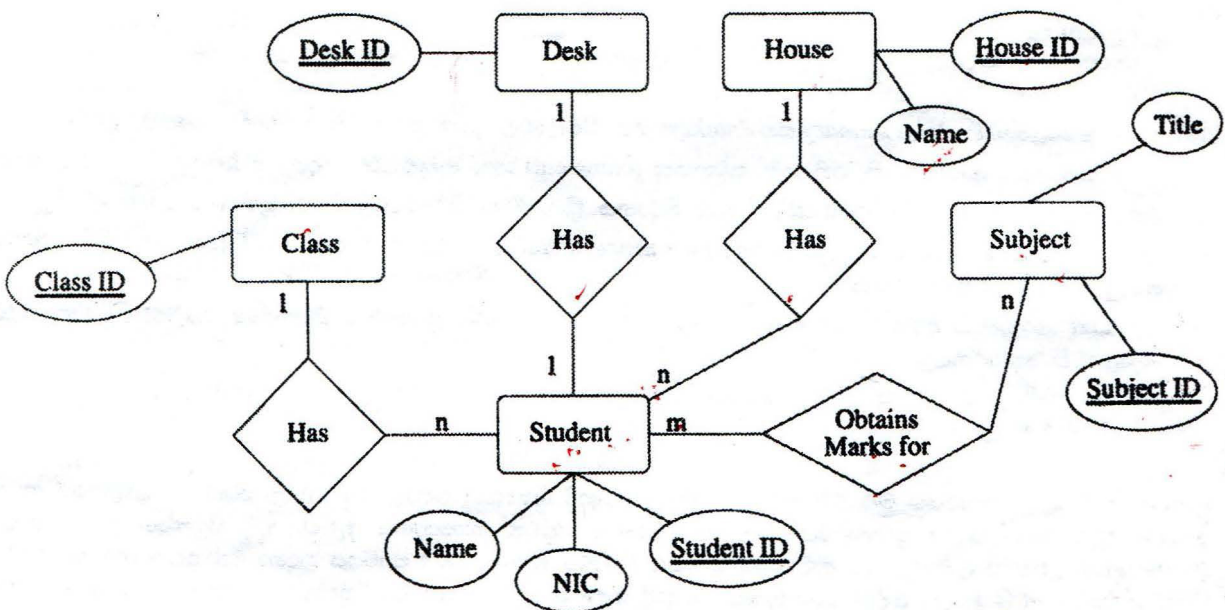 Desk ID
Desk
House
House ID
1
1
Name
Title
Class
Has
Has
Subject
Class ID
1
n
1
n
Subject ID
Has
n
Student
m
Obtains
Marks for
Name
NIC
Student ID